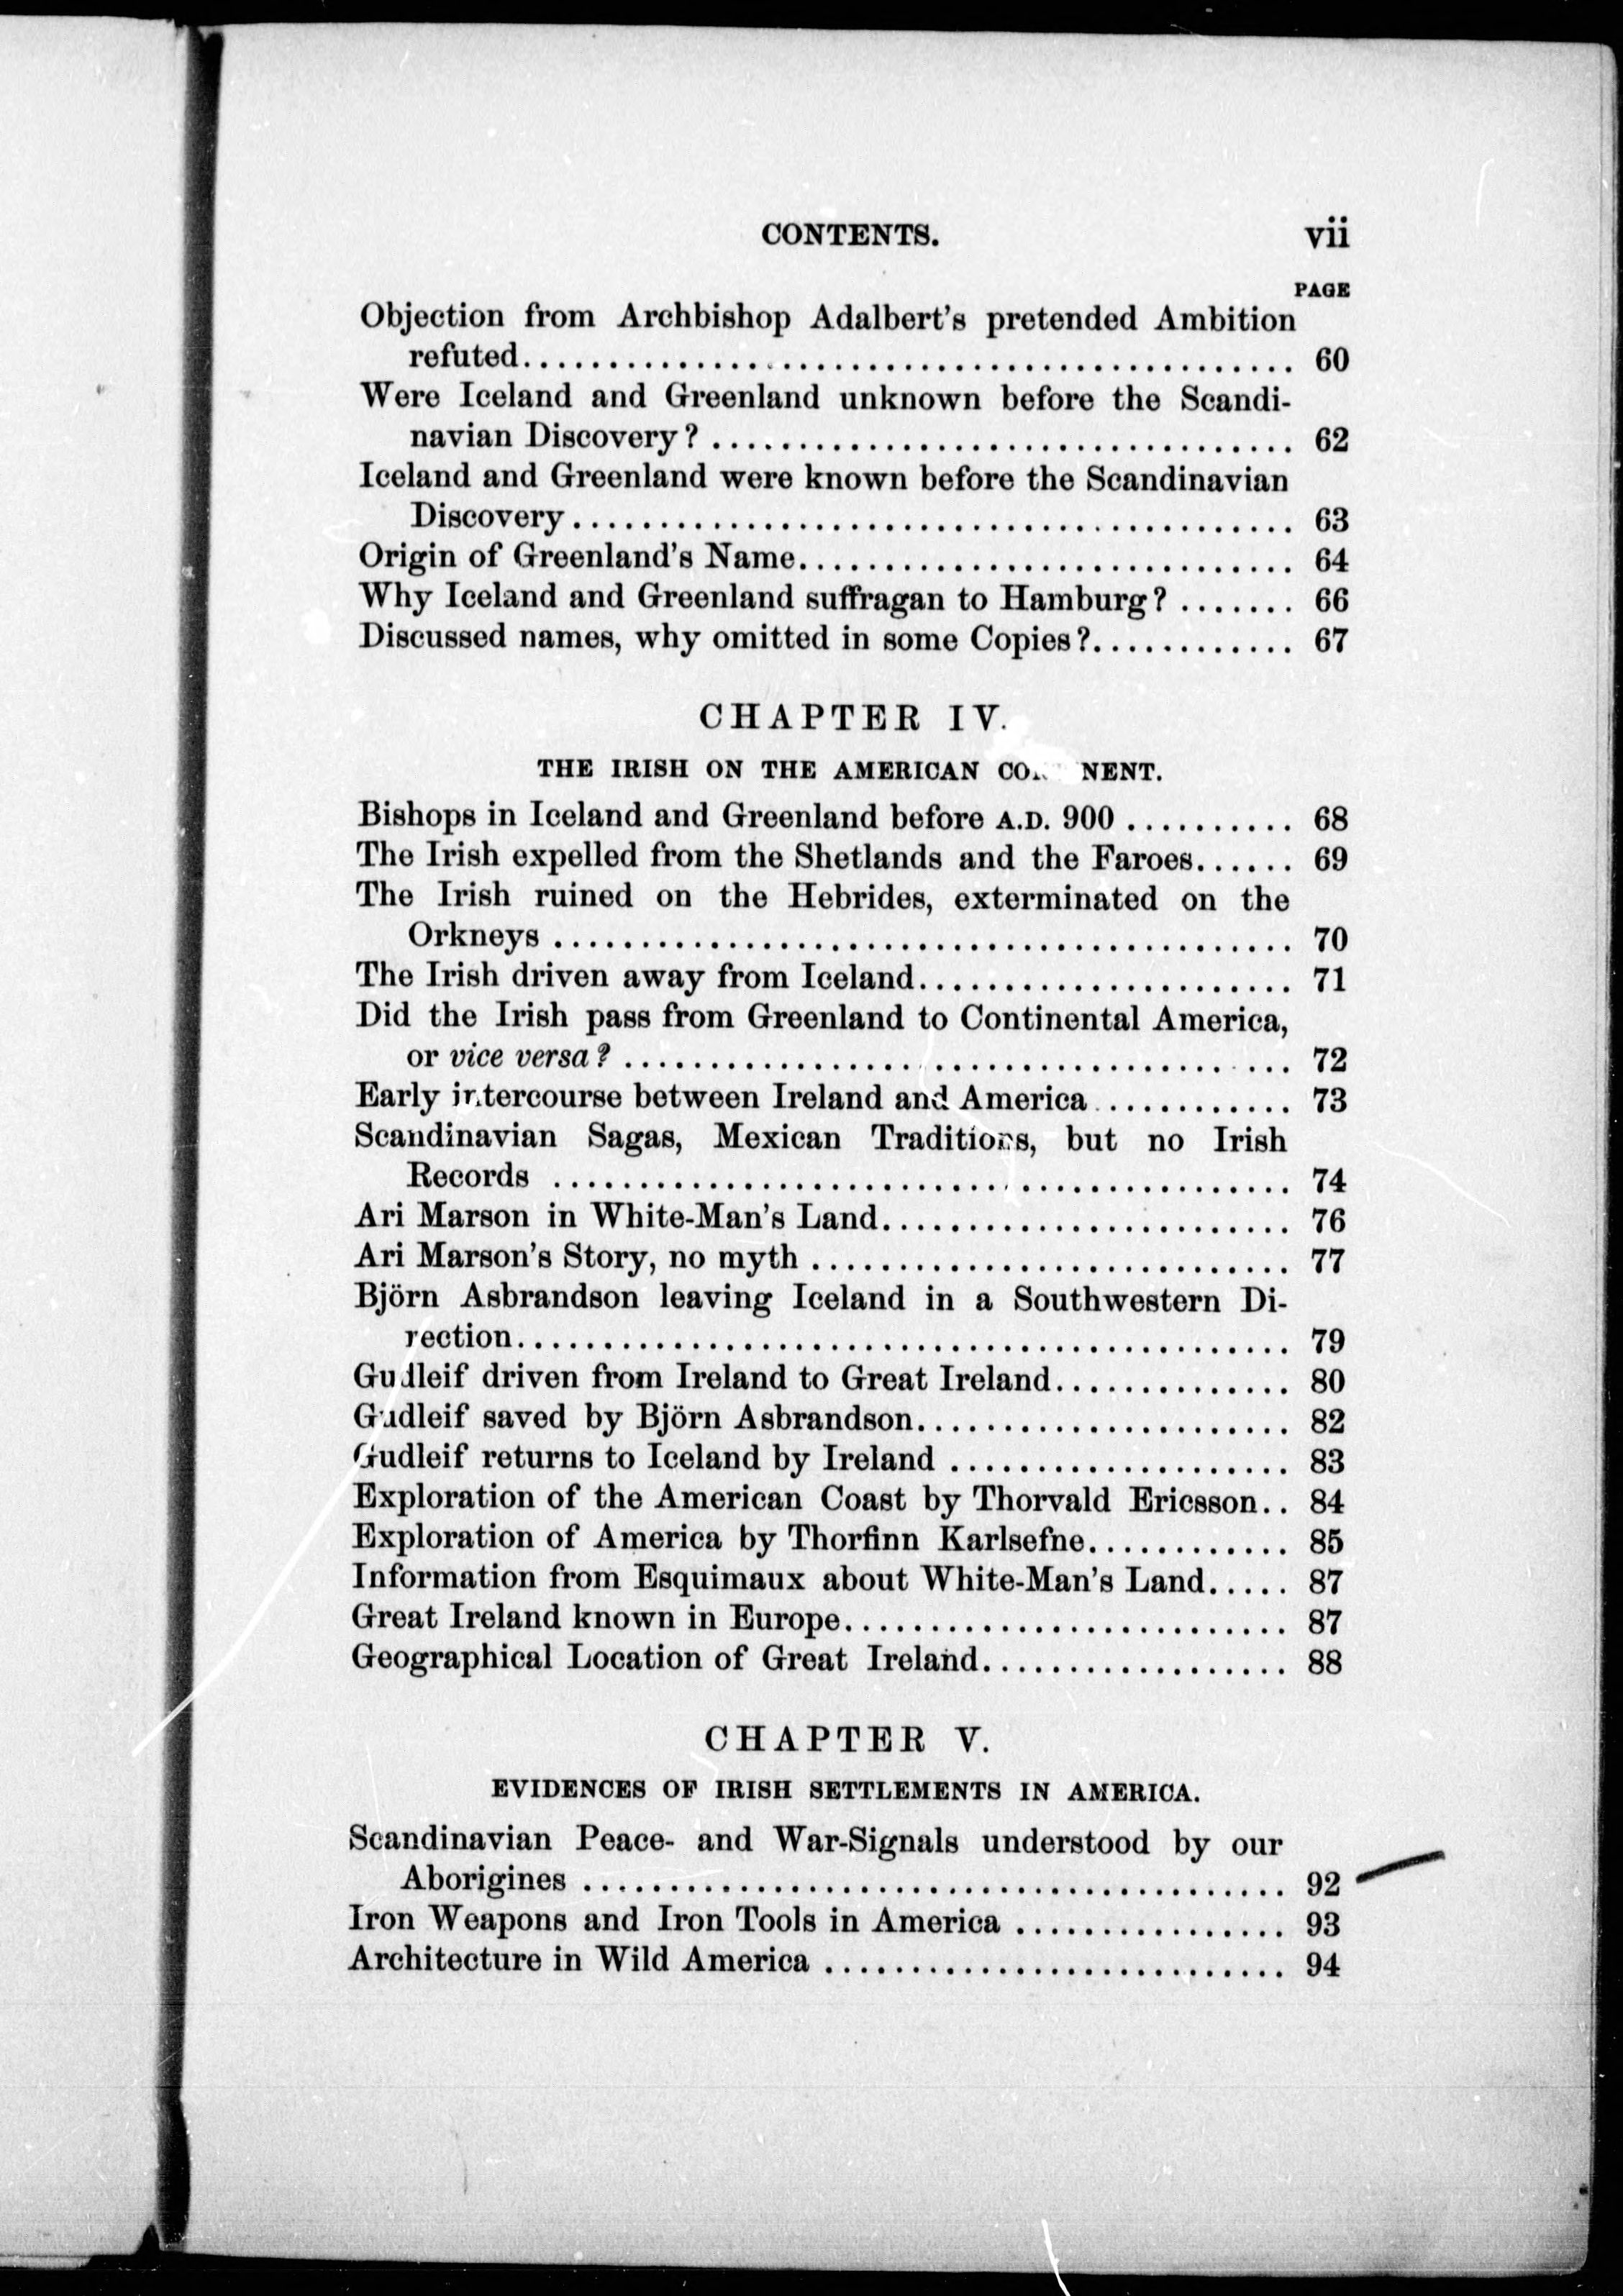 CONTENTS. vii
PAGE
Objection from Archbishop Adalbert's pretended Ambition
refuted............................................ 60
Were Iceland and Greenland unknown before the Scandi-
navian Discovery? .................................. 62
Iceland and Greenland were known before the Scandinavian
Discovery.......................................... 63
Origin of Greenland's Name............................. 64
Why Iceland and Greenland suffragan to Hamburg? ....... 66
Discussed names, why omitted in some Copies?............ 67
CHAPTER IV.
THE IRISH ON THE AMERICAN CONTINENT.
Bishops in Iceland and Greenland before A.D. 900 .......... 68
The Irish expelled from the Shetlands and the Faroes...... 69
The Irish ruined on the Hebrides, exterminated on the
Orkneys ........................................... 70
The Irish driven away from Iceland...................... 71
Did the Irish pass from Greenland to Continental America,
or vice versa? ....................................... 72
Early intercourse between Ireland and America ............ 73
Scandinavian Sagas, Mexican Traditions, but no Irish
Records ........................................... 74
Ari Marson in White-Man's Land........................ 76
Ari Marson's Story, no myth ............................ 77
Björn Asbrandson leaving Iceland in a Southwestern Di-
rection............................................. 79
Gudleif driven from Ireland to Great Ireland.............. 80
Gudleif saved by Björn Asbrandson...................... 82
Gudleif returns to Iceland by Ireland .................... 83
Exploration of the American Coast by Thorvald Ericsson.. 84
Exploration of America by Thorfinn Karlsefne............ 85
Information from Esquimaux about White-Man's Land..... 87
Great Ireland known in Europe.......................... 87
Geographical Location of Great Ireland.................. 88
CHAPTER V.
EVIDENCES OF IRISH SETTLEMENTS IN AMERICA.
Scandinavian Peace- and War-Signals understood by our
Aborigines ......................................... 92
Iron Weapons and Iron Tools in America ................ 93
Architecture in Wild America ........................... 94